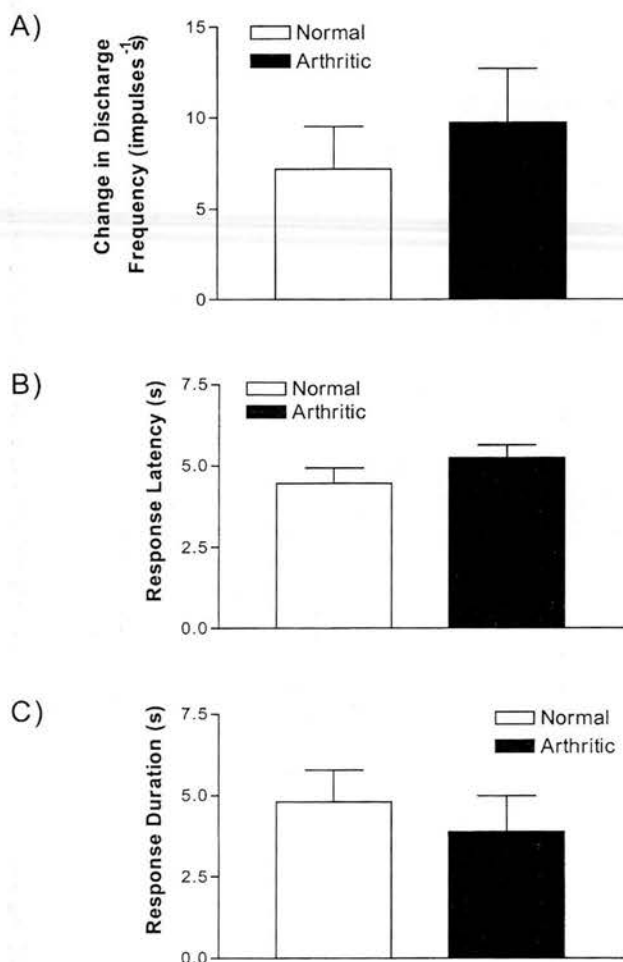 A)
Change in Discharge
Frequency (impulses⁻¹s)
15
10
5
0
Normal
Arthritic
B)
Response Latency (s)
7.5
5.0
2.5
0.0
Normal
Arthritic
C)
Response Duration (s)
7.5
5.0
2.5
0.0
Normal
Arthritic